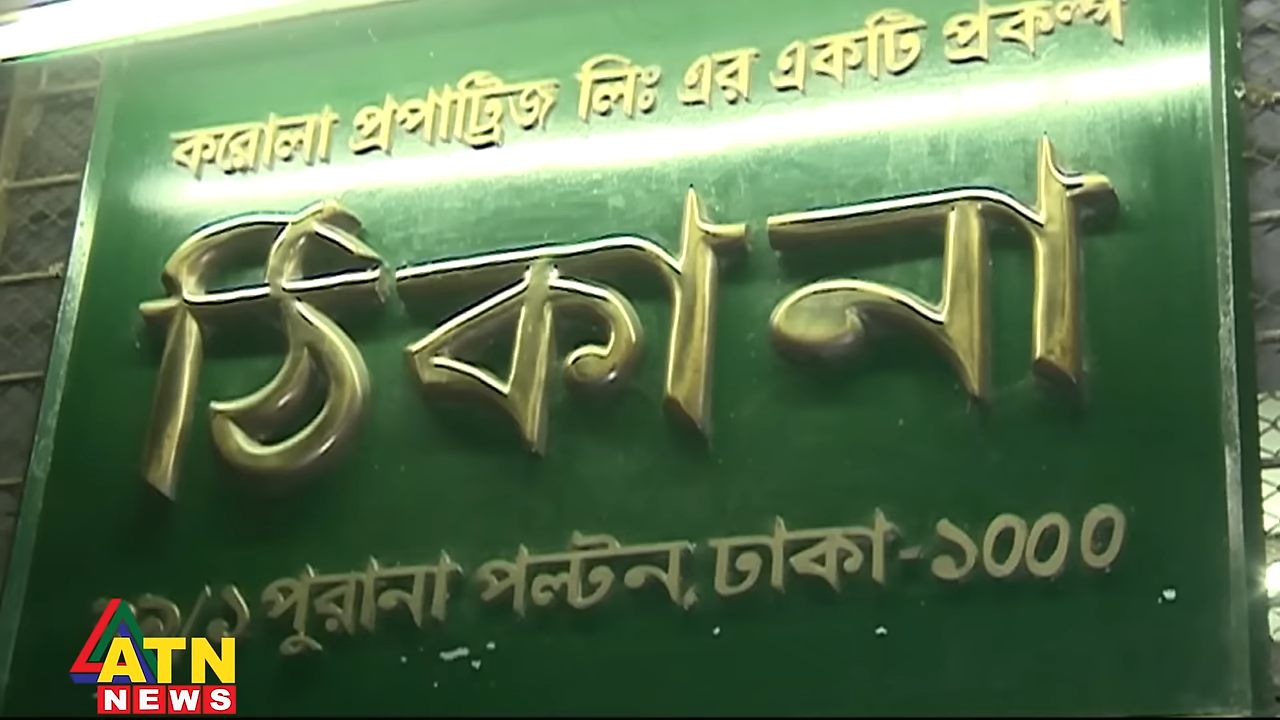 করোলা প্রপার্ট্রিজ লিঃ এর একটি প্রকল্প
ঠিকানা
পুরানা পল্টন, ঢাকা-১০০০
ATN
NEWS